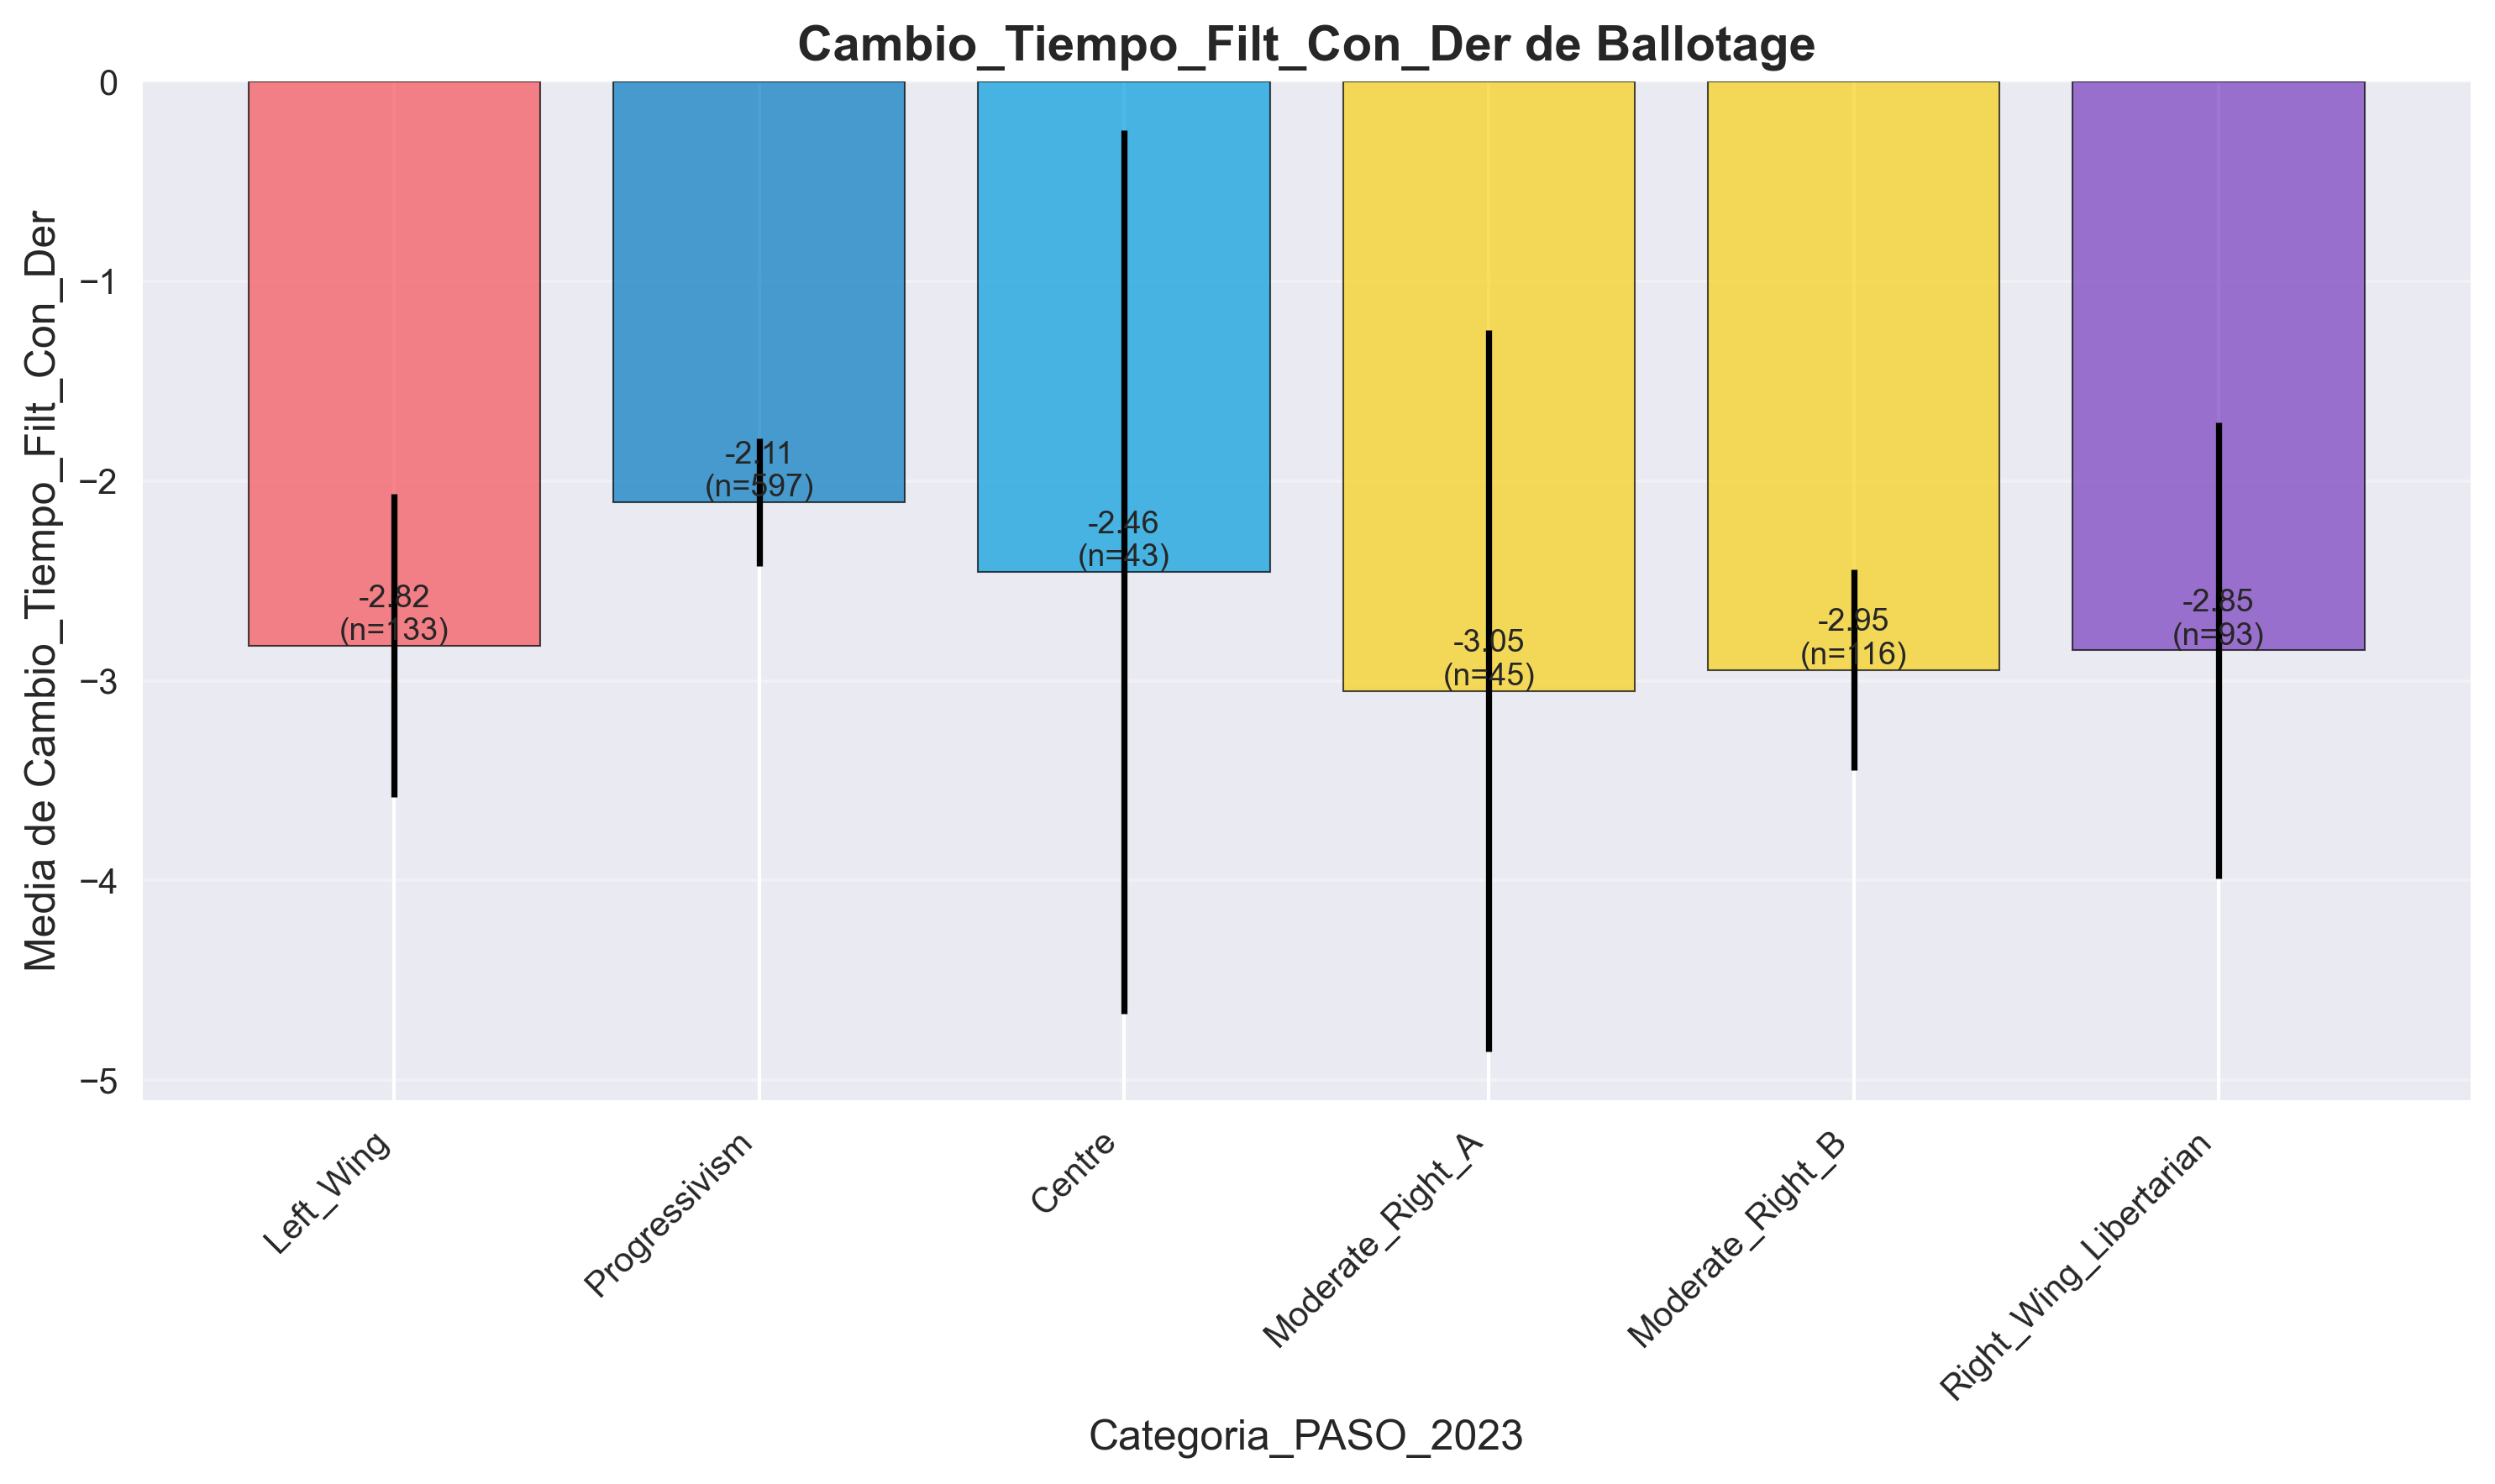 Cambio_Tiempo_Filt_Con_Der de Ballotage
Media de Cambio_Tiempo_Filt_Con_Der
0
−1
−2
−3
−4
−5
-2.82
(n=133)
-2.11
(n=597)
-2.46
(n=43)
-3.05
(n=45)
-2.95
(n=116)
-2.85
(n=93)
Left_Wing
Progressivism
Centre
Moderate_Right_A
Moderate_Right_B
Right_Wing_Libertarian
Categoria_PASO_2023